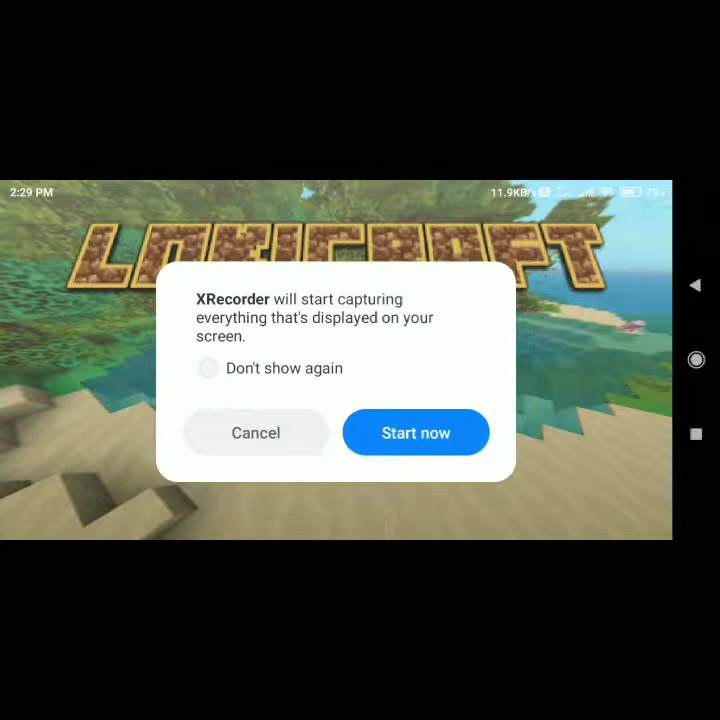 2:29 PM
11.9KB/s
LOKICRAFT
XRecorder will start capturing
everything that's displayed on your
screen.
Don't show again
Cancel
Start now